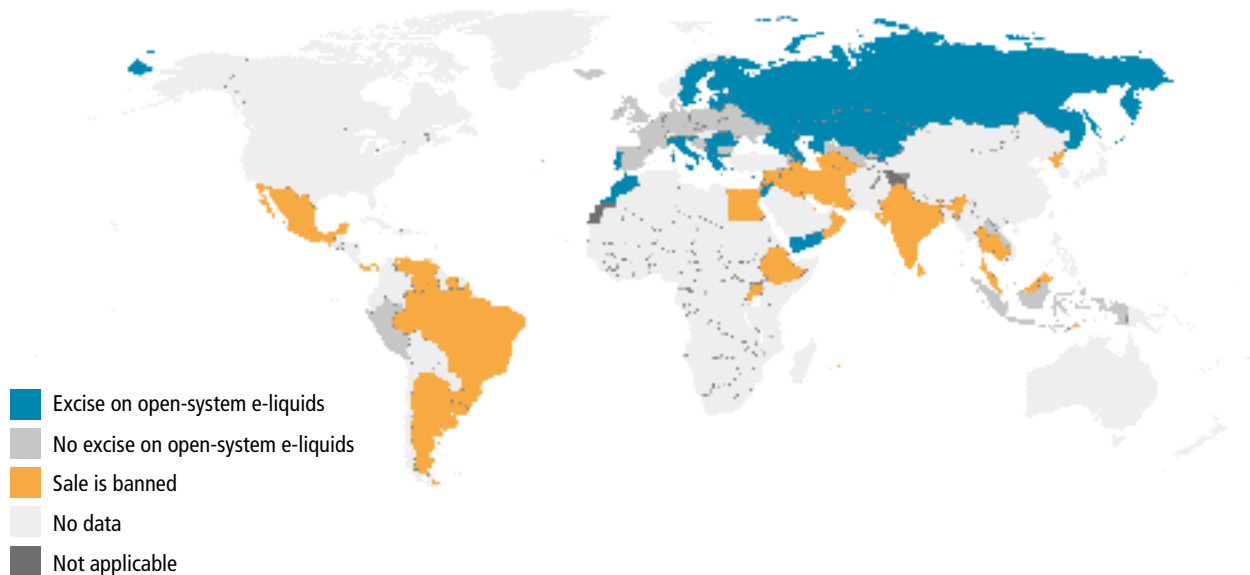 Excise on open-system e-liquids
No excise on open-system e-liquids
Sale is banned
No data
Not applicable